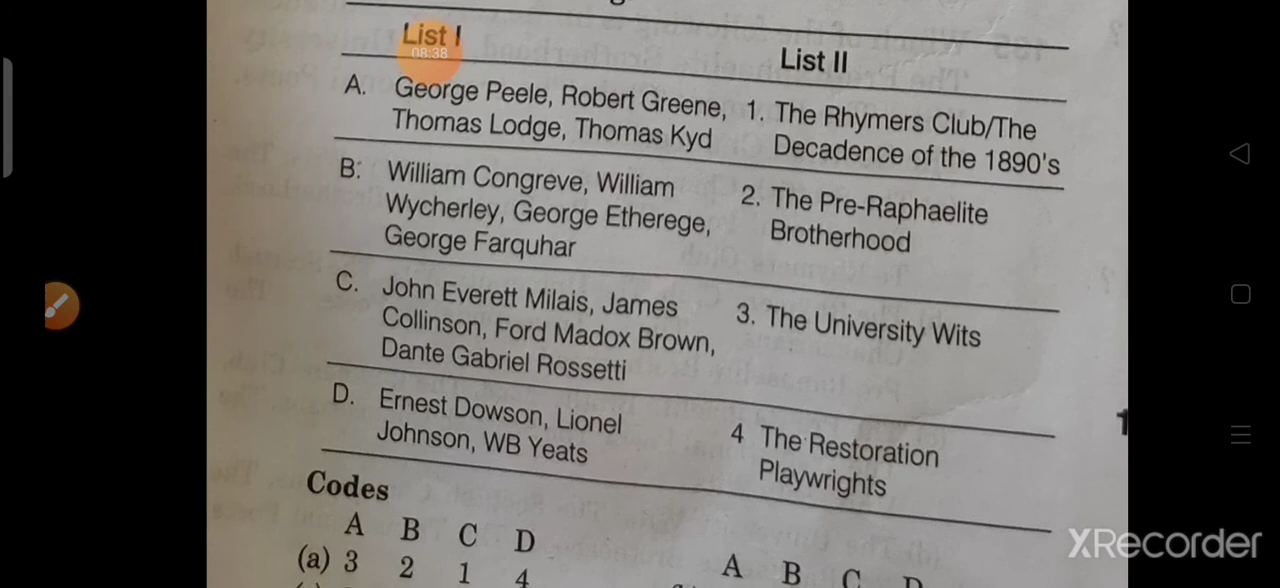 List I
08:38
List II
A. George Peele, Robert Greene,
Thomas Lodge, Thomas Kyd
1. The Rhymers Club/The
Decadence of the 1890's
B: William Congreve, William
Wycherley, George Etherege,
George Farquhar
2. The Pre-Raphaelite
Brotherhood
C. John Everett Milais, James
Collinson, Ford Madox Brown,
Dante Gabriel Rossetti
3. The University Wits
D. Ernest Dowson, Lionel
Johnson, WB Yeats
4 The Restoration
Playwrights
Codes
A B C D
(a) 3 2 1 4
A B C D
XRecorder